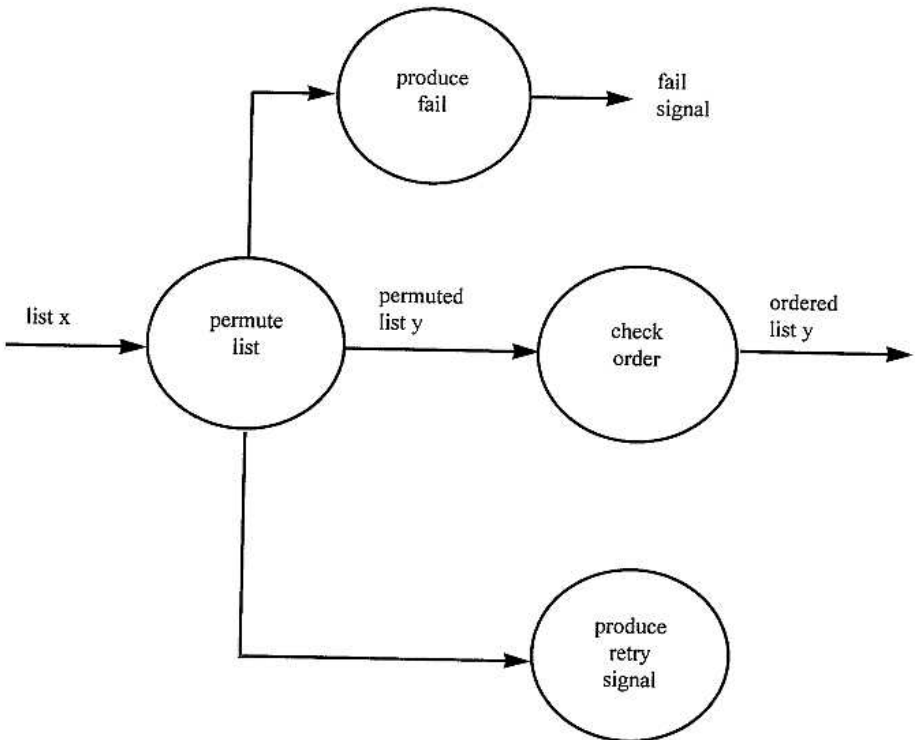 produce
fail
fail
signal
list x
permute
list
permuted
list y
check
order
ordered
list y
produce
retry
signal